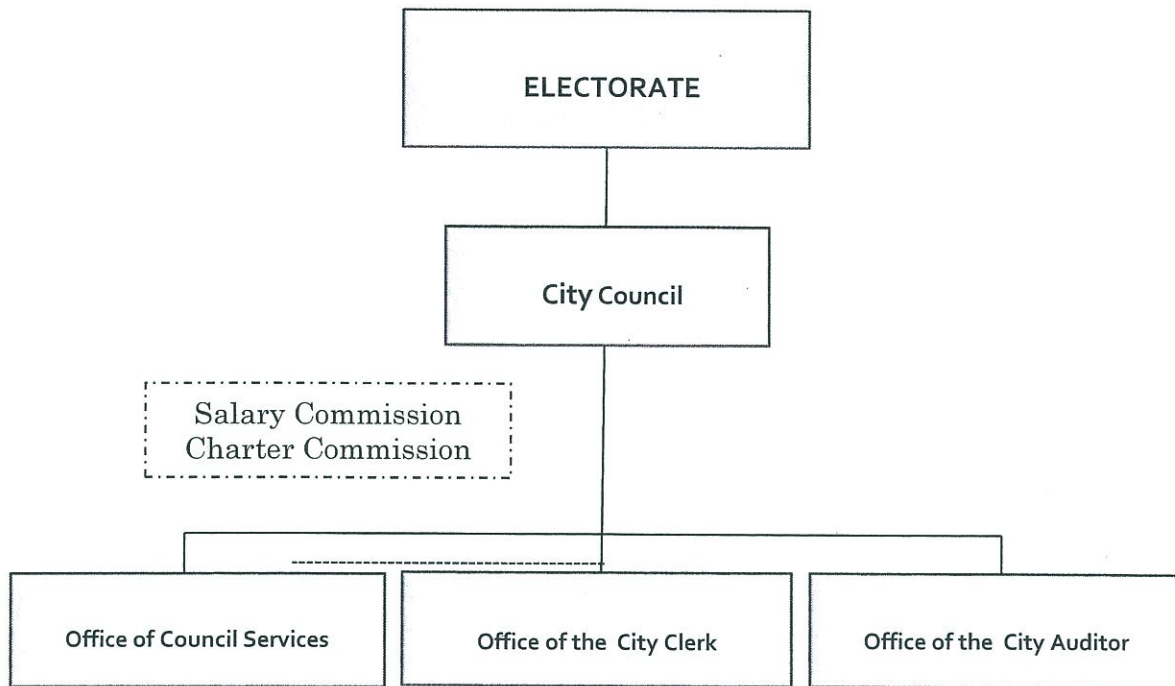 ELECTORATE
City Council
Salary Commission
Charter Commission
Office of Council Services
Office of the City Clerk
Office of the City Auditor